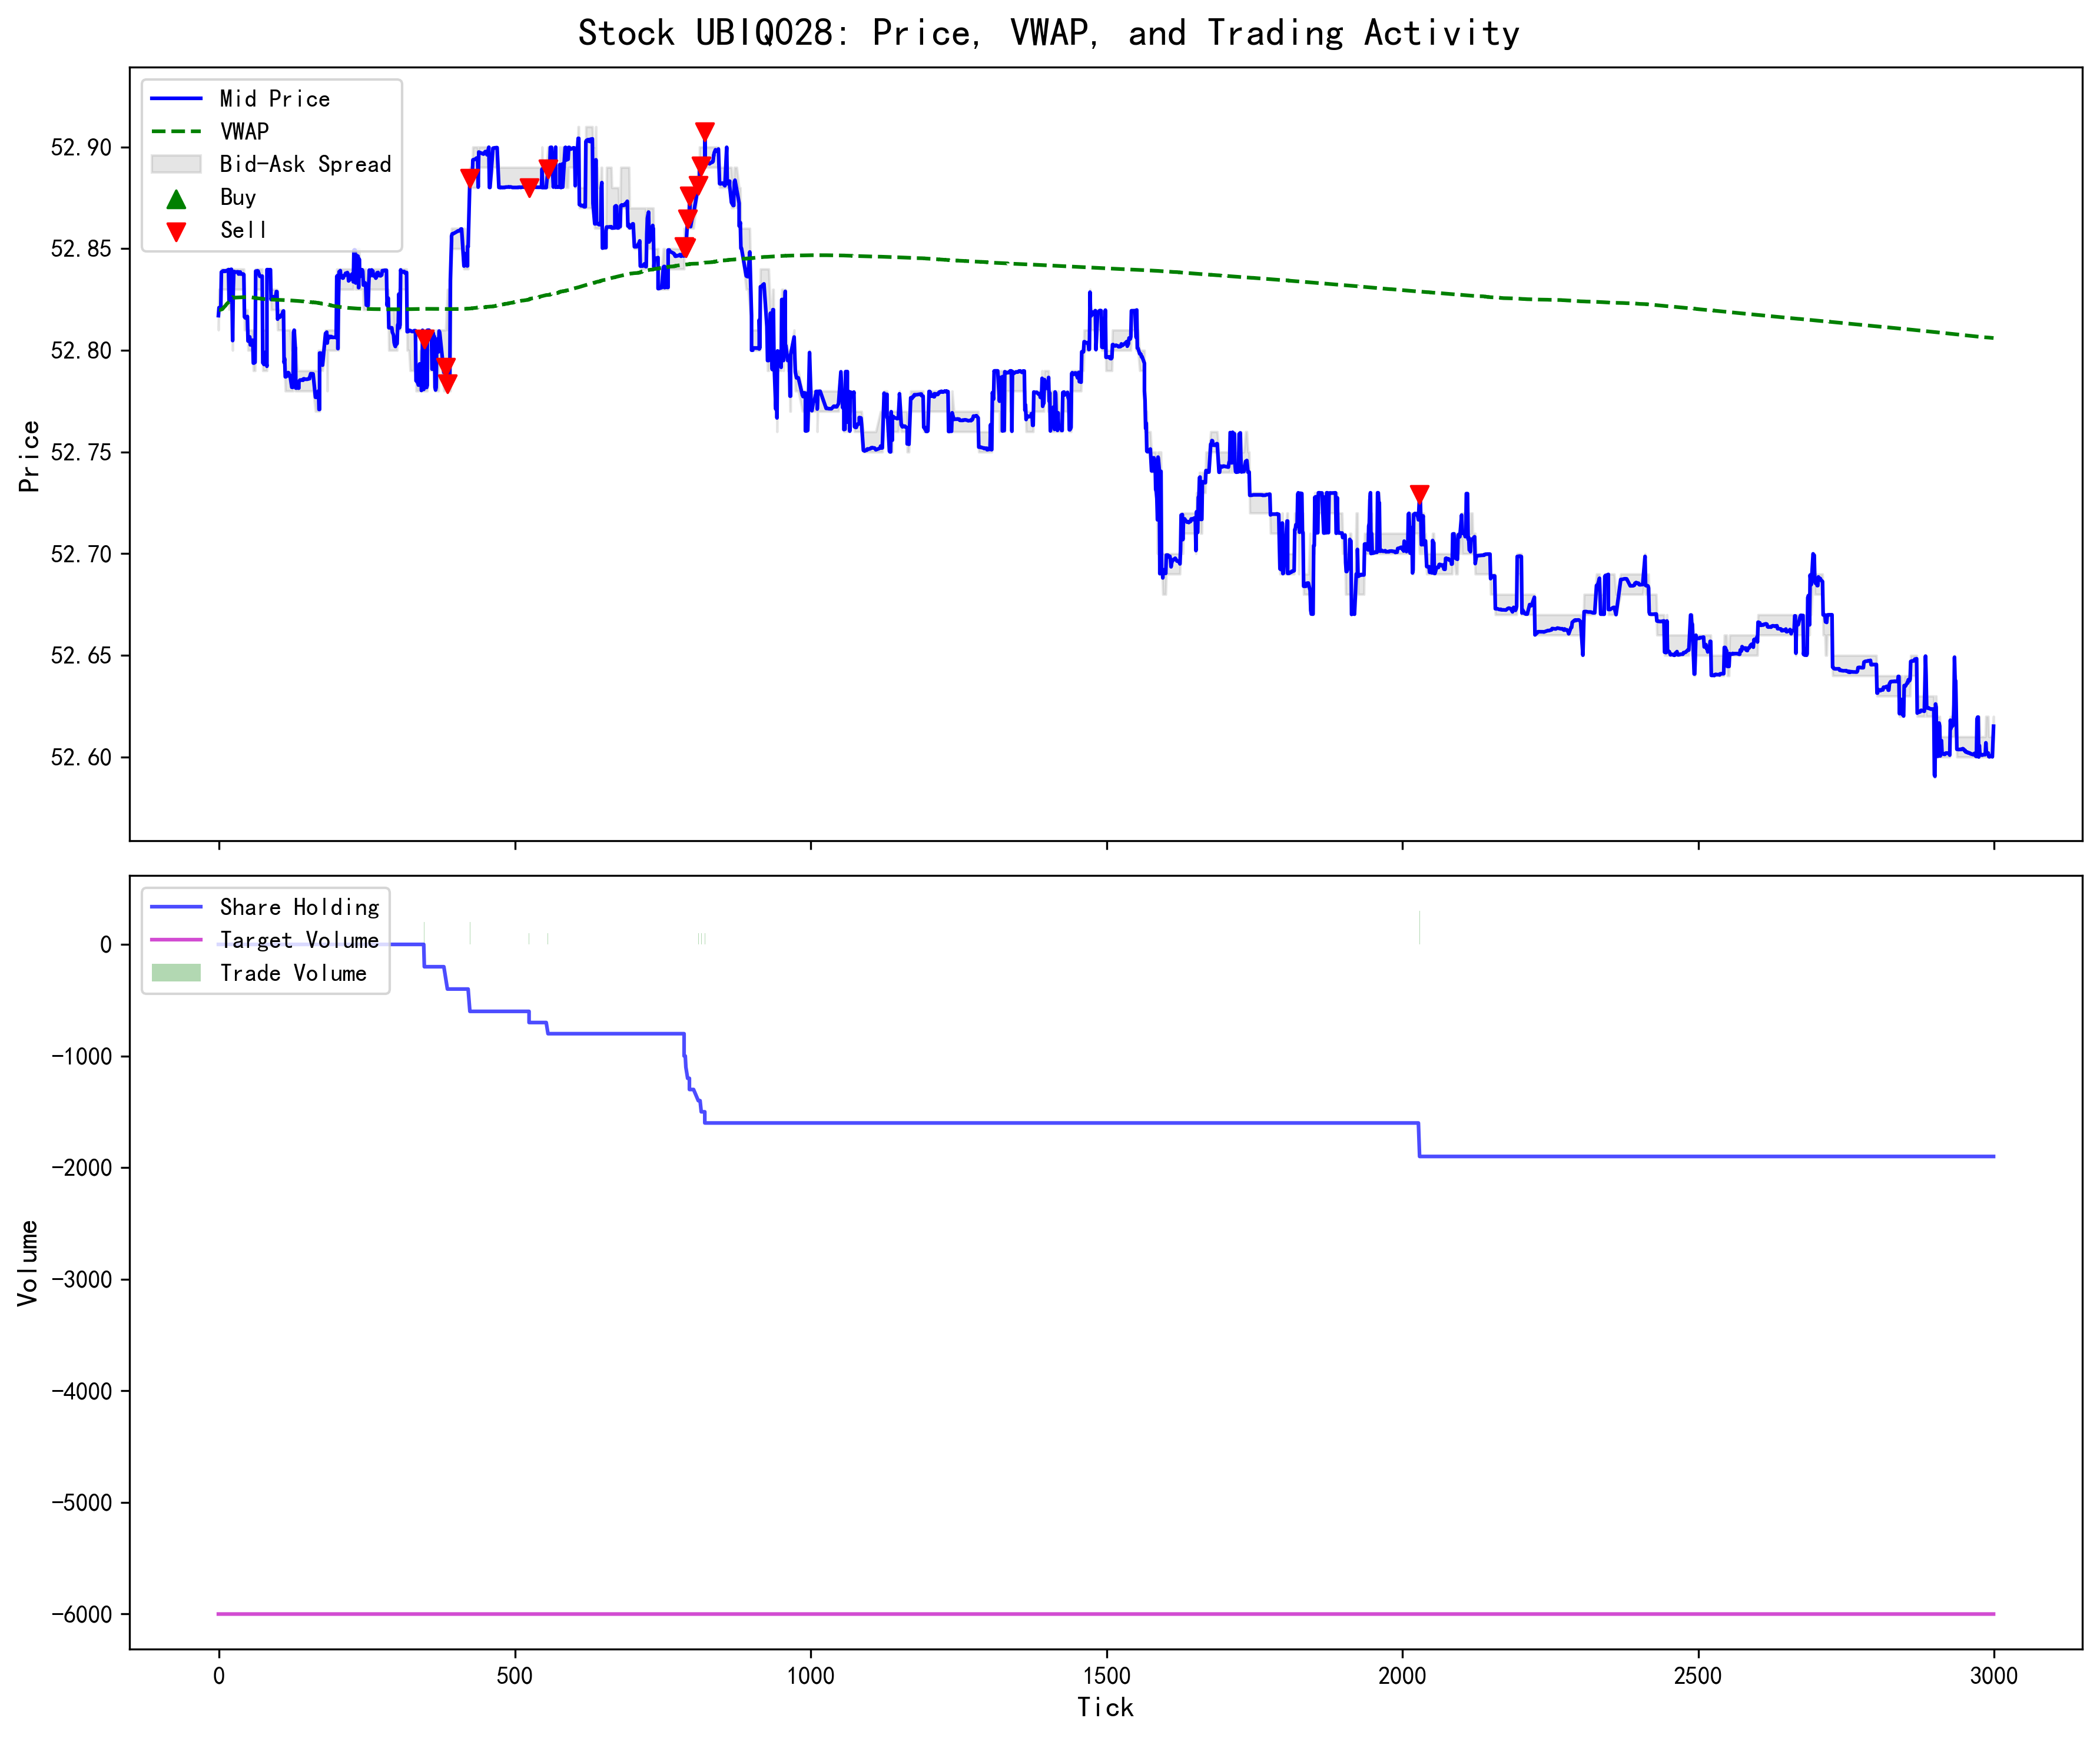 Stock UBIQ028: Price, VWAP, and Trading Activity
Mid Price
VWAP
Bid-Ask Spread
Buy
Sell
52.90
52.85
52.80
52.75
52.70
52.65
52.60
Price
Share Holding
Target Volume
Trade Volume
0
-1000
-2000
-3000
-4000
-5000
-6000
Volume
0
500
1000
1500
2000
2500
3000
Tick